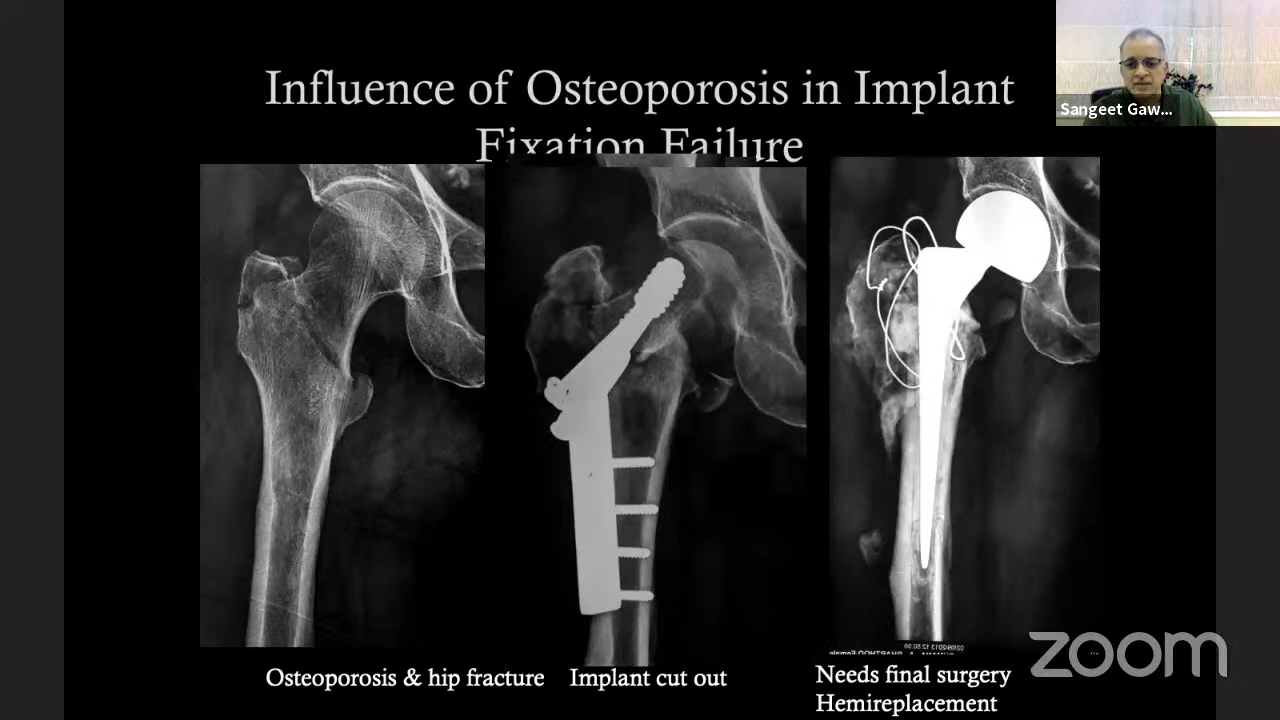 Influence of Osteoporosis in Implant
Fixation Failure
Sangeet Gaw...
Osteoporosis & hip fracture
Implant cut out
Needs final surgery
Hemireplacement
zoom